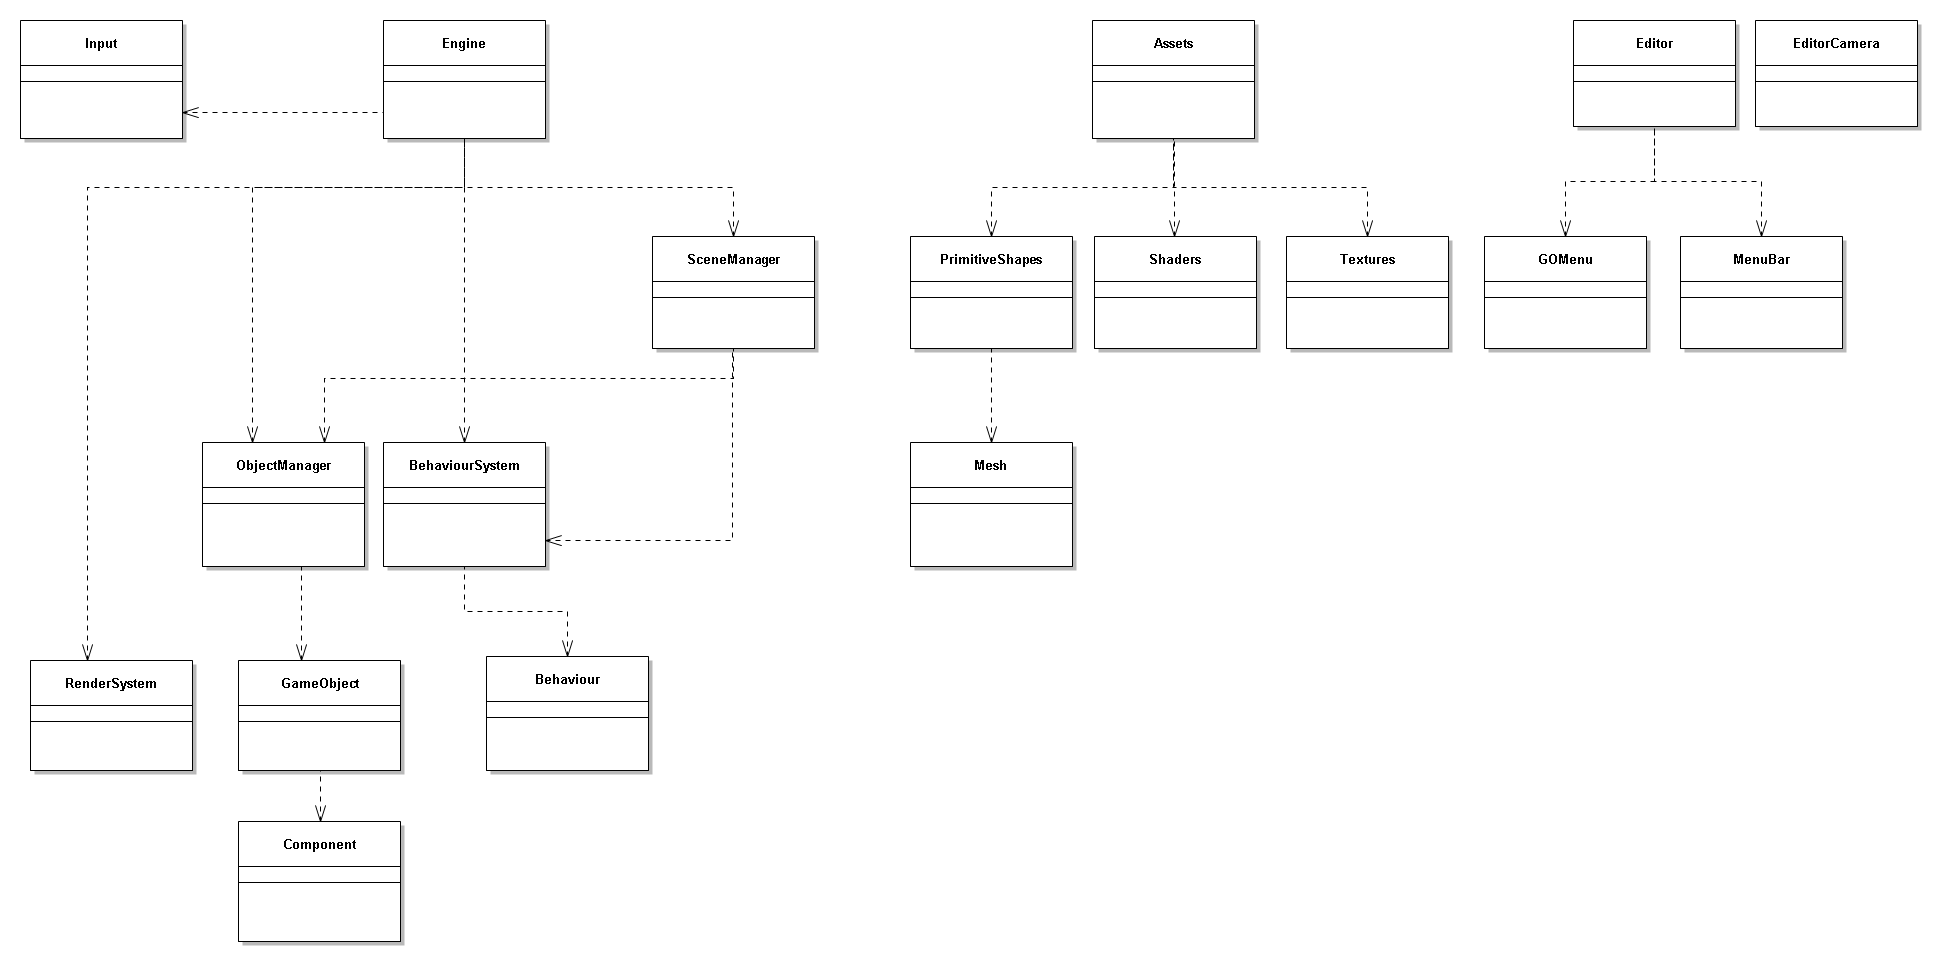 Input
Engine
Assets
Editor
EditorCamera
SceneManager
PrimitiveShapes
Shaders
Textures
GOMenu
MenuBar
ObjectManager
BehaviourSystem
Mesh
RenderSystem
GameObject
Behaviour
Component